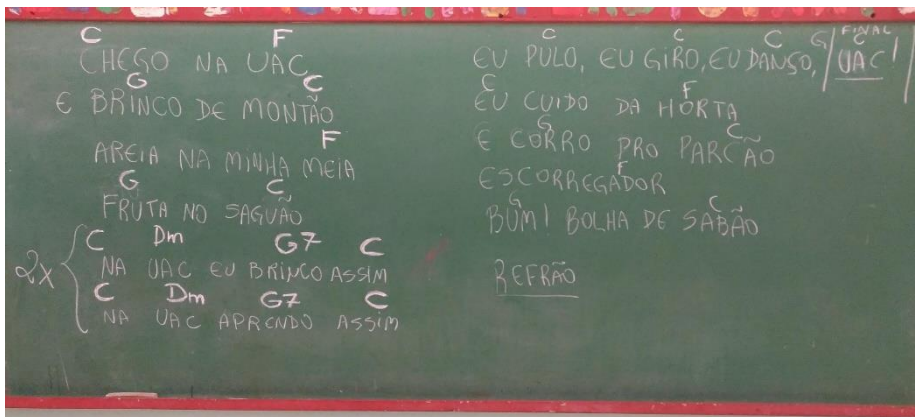 C F
CHEGO NA UAC
G C
E BRINCO DE MONTÃO
F
AREIA NA MINHA MEIA
G C
FRUTA NO SAGUÃO
C Dm G7 C
2X { NA UAC EU BRINCO ASSIM
C Dm G7 C
NA UAC APRENDO ASSIM
C C C G FINAL C
EU PULO, EU GIRO, EU DANSO, UAC!
C F
EU CUIDO DA HORTA
G C
E CORRO PRO PARCÃO
F
ESCORREGADOR
G C
BUM! BOLHA DE SABÃO
REFRÃO